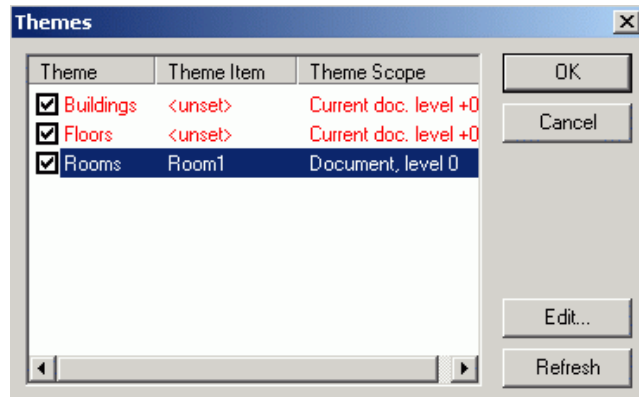 Themes
Theme Theme Item Theme Scope
Buildings <unset> Current doc. level +0
Floors <unset> Current doc. level +0
Rooms Room1 Document, level 0
OK
Cancel
Edit...
Refresh